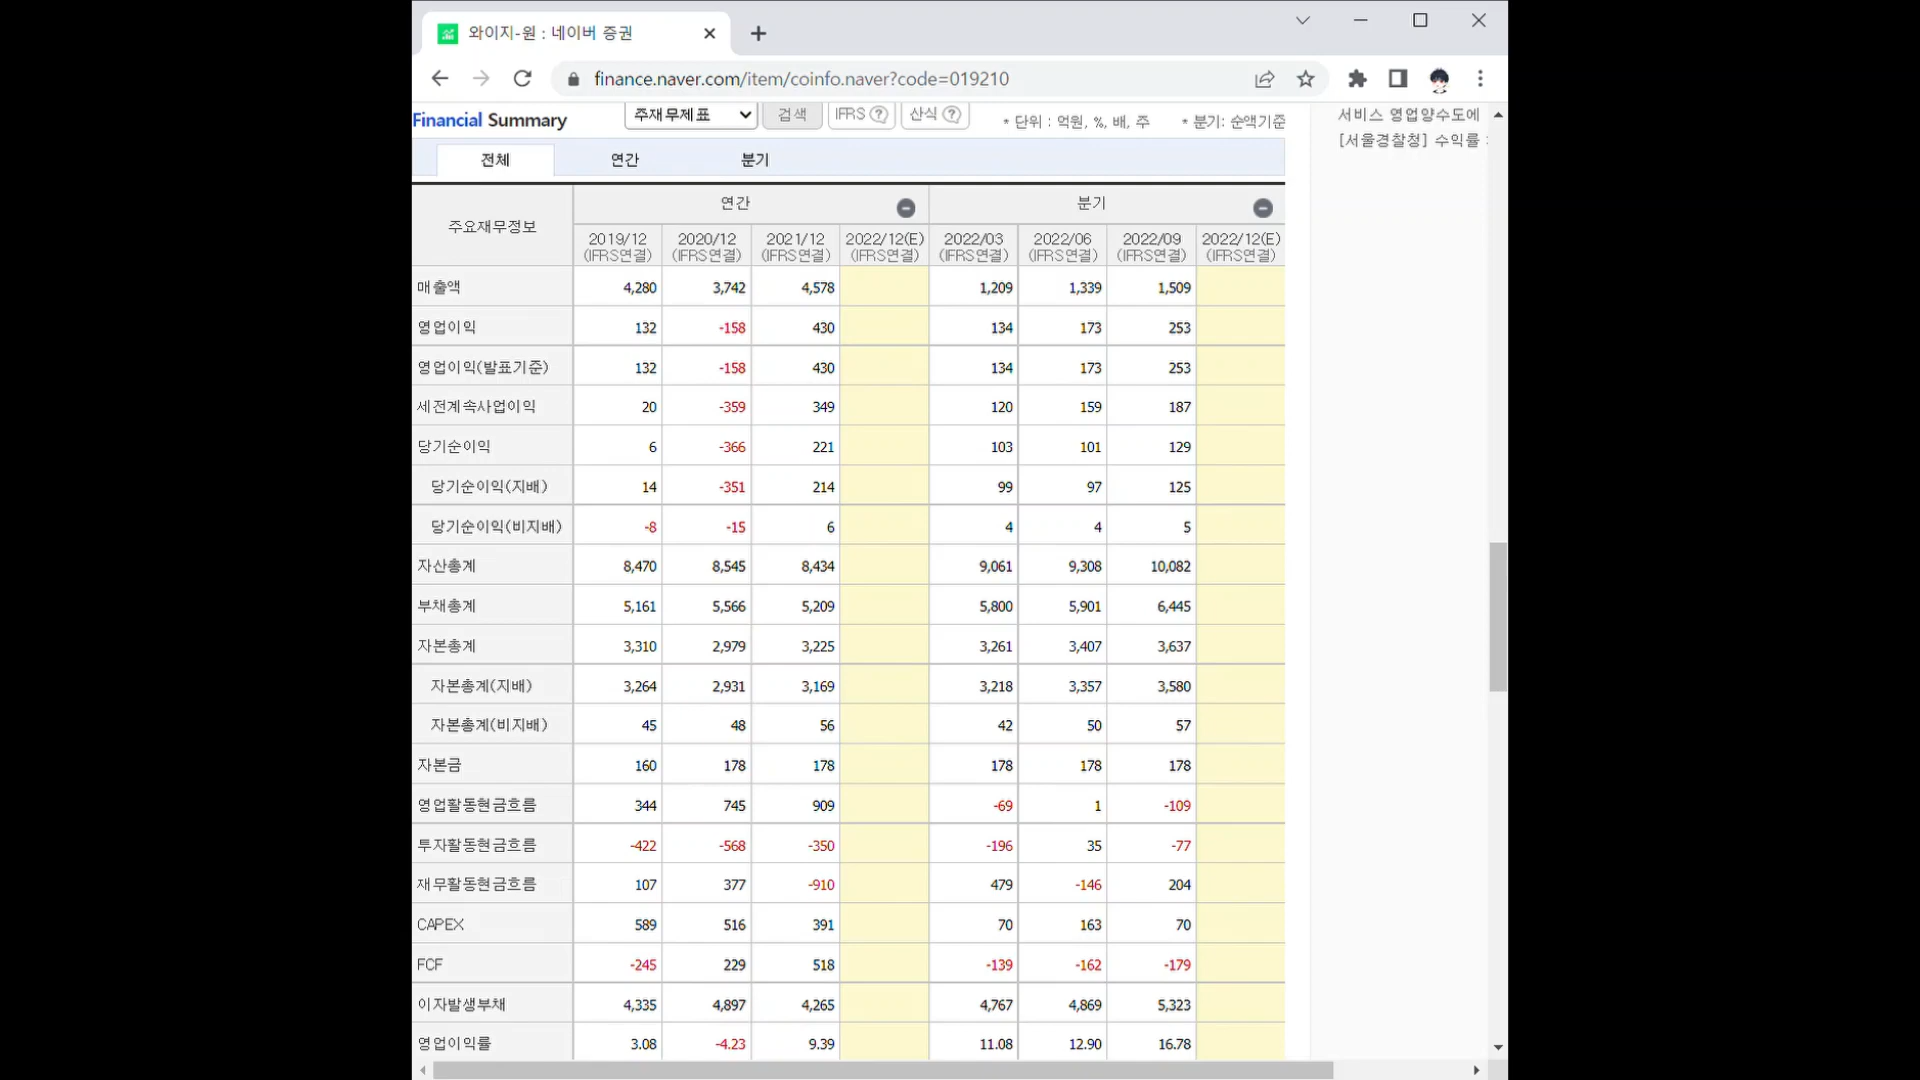 와이지-원 : 네이버 증권
finance.naver.com/item/coinfo.naver?code=019210
Financial Summary 주재무제표 검색 IFRS ? 산식 ? * 단위 : 억원, %, 배, 주 * 분기: 순액기준
서비스 영업양수도에
[서울경찰청] 수익률
전체 연간 분기
주요재무정보 연간 분기
2019/12 2020/12 2021/12 2022/12(E) 2022/03 2022/06 2022/09 2022/12(E)
(IFRS연결) (IFRS연결) (IFRS연결) (IFRS연결) (IFRS연결) (IFRS연결) (IFRS연결) (IFRS연결)
매출액 4,280 3,742 4,578 1,209 1,339 1,509
영업이익 132 -158 430 134 173 253
영업이익(발표기준) 132 -158 430 134 173 253
세전계속사업이익 20 -359 349 120 159 187
당기순이익 6 -366 221 103 101 129
당기순이익(지배) 14 -351 214 99 97 125
당기순이익(비지배) -8 -15 6 4 4 5
자산총계 8,470 8,545 8,434 9,061 9,308 10,082
부채총계 5,161 5,566 5,209 5,800 5,901 6,445
자본총계 3,310 2,979 3,225 3,261 3,407 3,637
자본총계(지배) 3,264 2,931 3,169 3,218 3,357 3,580
자본총계(비지배) 45 48 56 42 50 57
자본금 160 178 178 178 178 178
영업활동현금흐름 344 745 909 -69 1 -109
투자활동현금흐름 -422 -568 -350 -196 35 -77
재무활동현금흐름 107 377 -910 479 -146 204
CAPEX 589 516 391 70 163 70
FCF -245 229 518 -139 -162 -179
이자발생부채 4,335 4,897 4,265 4,767 4,869 5,323
영업이익률 3.08 -4.23 9.39 11.08 12.90 16.78